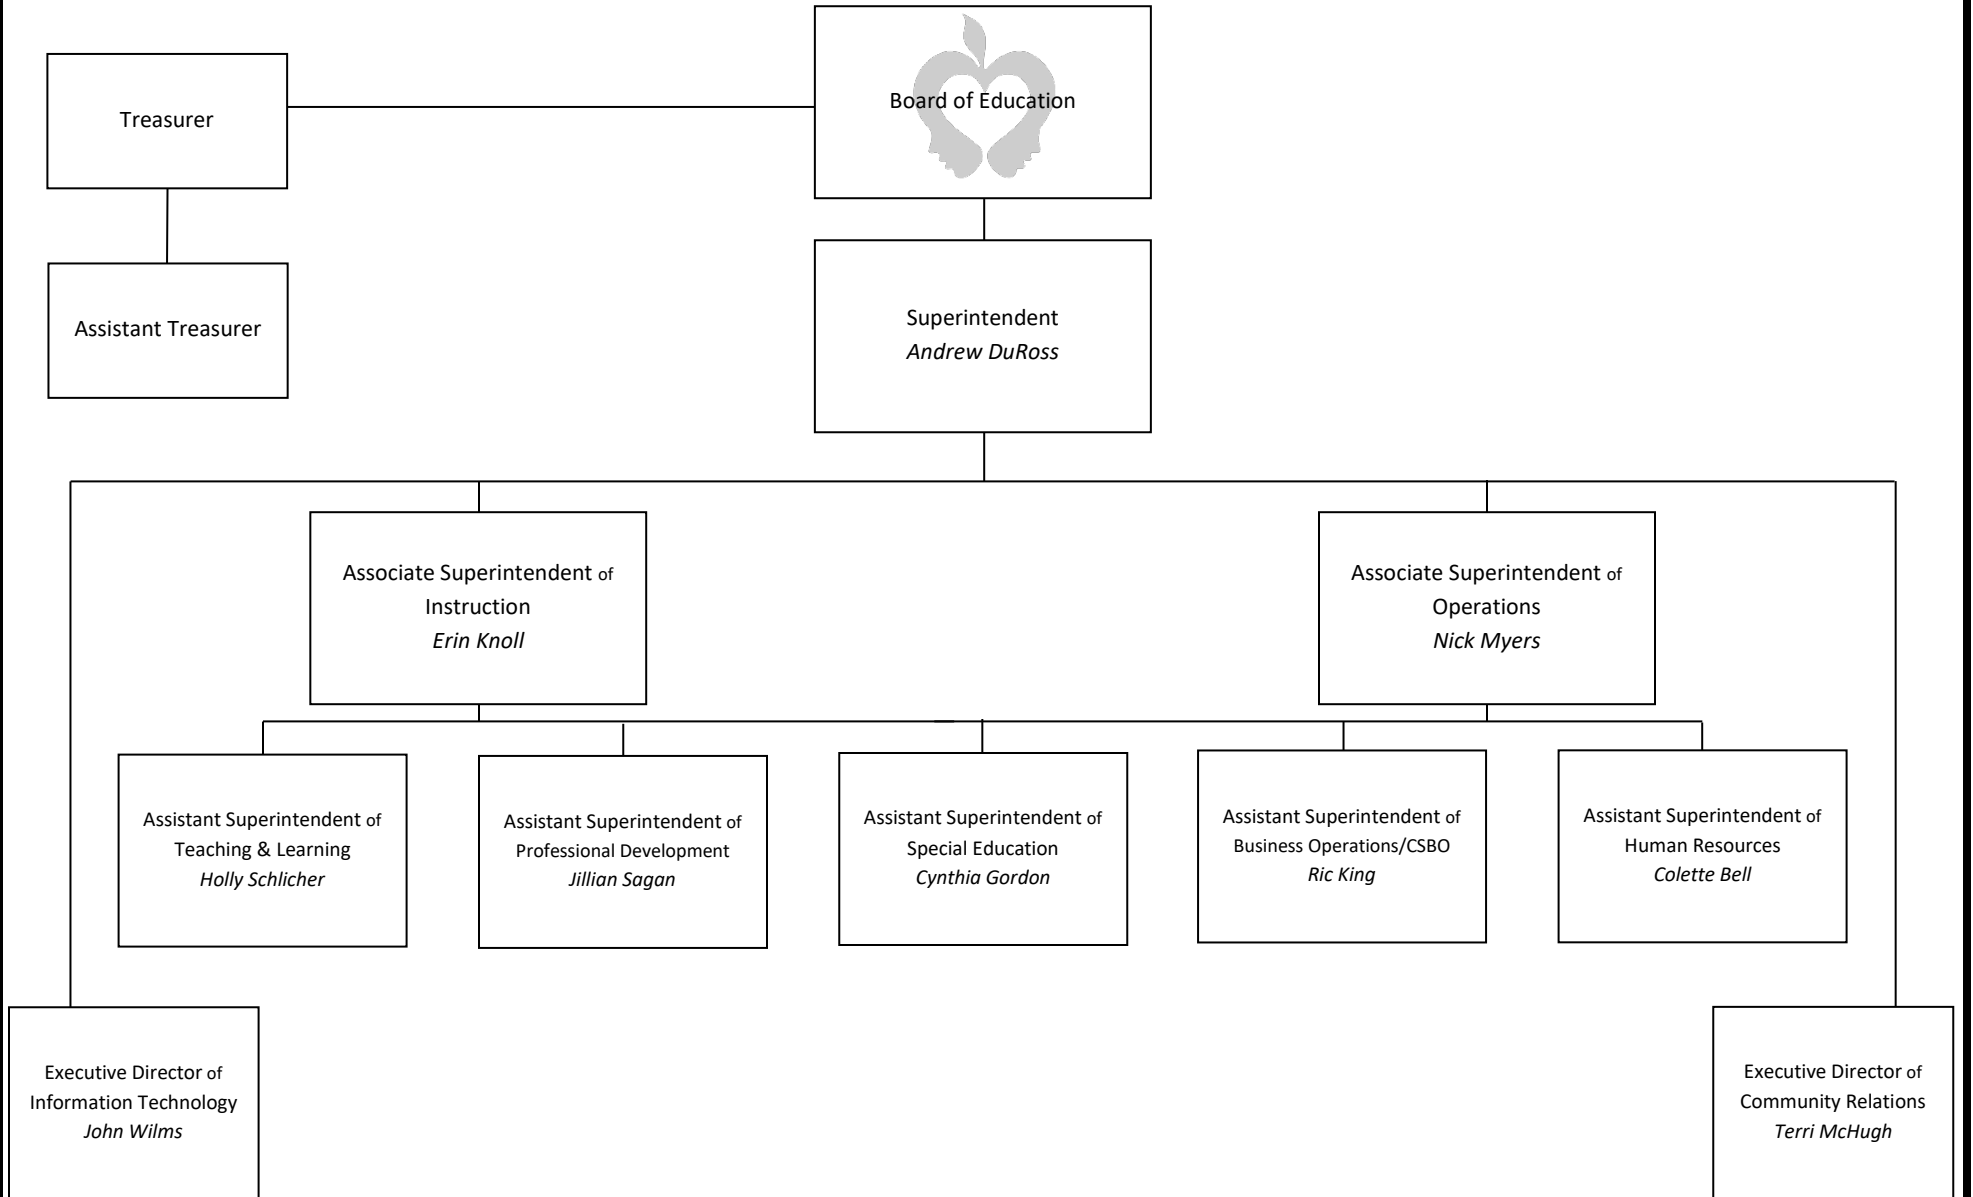 Board of Education
Treasurer
Assistant Treasurer
Superintendent
Andrew DuRoss
Associate Superintendent of
Instruction
Erin Knoll
Associate Superintendent of
Operations
Nick Myers
Assistant Superintendent of
Teaching & Learning
Holly Schlicher
Assistant Superintendent of
Professional Development
Jillian Sagan
Assistant Superintendent of
Special Education
Cynthia Gordon
Assistant Superintendent of
Business Operations/CSBO
Ric King
Assistant Superintendent of
Human Resources
Colette Bell
Executive Director of
Information Technology
John Wilms
Executive Director of
Community Relations
Terri McHugh